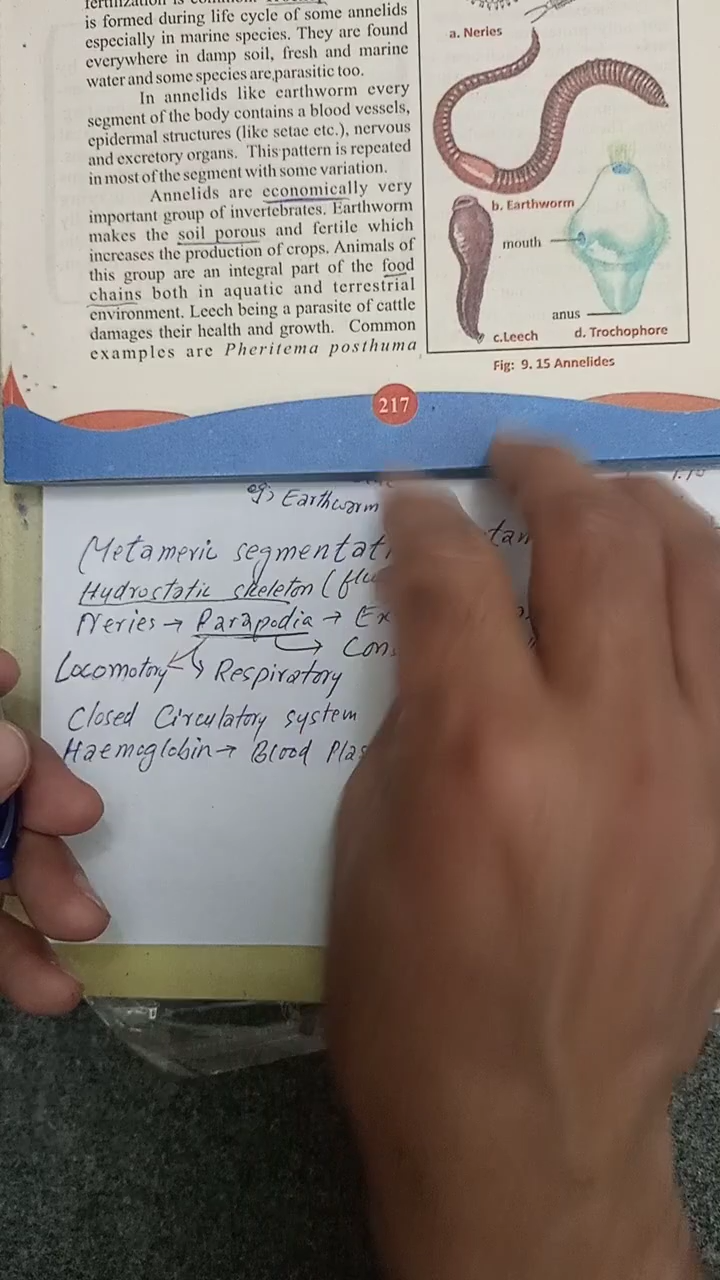 is formed during life cycle of some annelids
especially in marine species. They are found
everywhere in damp soil, fresh and marine
water and some species are parasitic too.
In annelids like earthworm every
segment of the body contains a blood vessels,
epidermal structures (like setae etc.), nervous
and excretory organs. This pattern is repeated
in most of the segment with some variation.
Annelids are economically very
important group of invertebrates. Earthworm
makes the soil porous and fertile which
increases the production of crops. Animals of
this group are an integral part of the food
chains both in aquatic and terrestrial
environment. Leech being a parasite of cattle
damages their health and growth. Common
examples are Pheritema posthuma
a. Neries
b. Earthworm
mouth
anus
c.Leech
d. Trochophore
Fig: 9. 15 Annelides
217
eg; Earthworm
Metameric segmentat
Hydrostatic skeleton (flu
Neries → Parapodia → Ex
Con
Locomotory Respiratory
Closed Circulatory system
Haemoglobin → Blood Plas